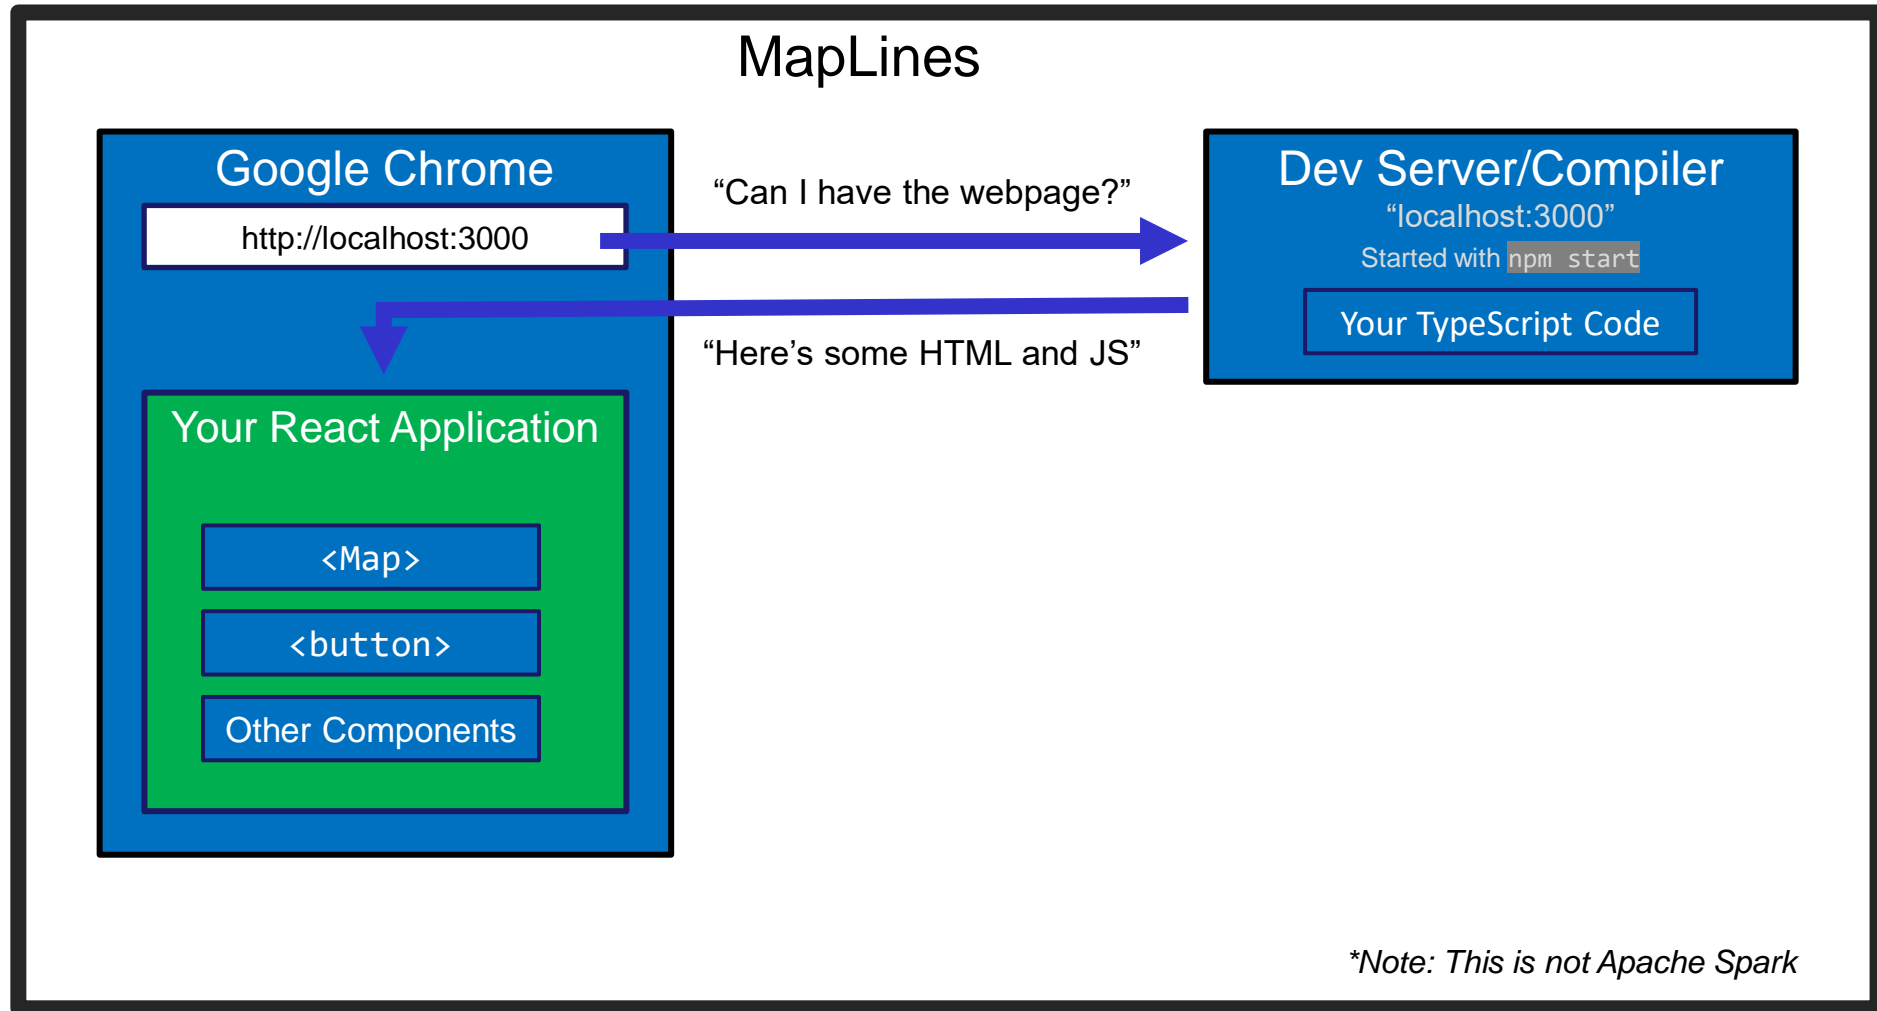 MapLines
Google Chrome
http://localhost:3000
“Can I have the webpage?”
“Here’s some HTML and JS”
Dev Server/Compiler
“localhost:3000”
Started with npm start
Your TypeScript Code
Your React Application
<Map>
<button>
Other Components
*Note: This is not Apache Spark